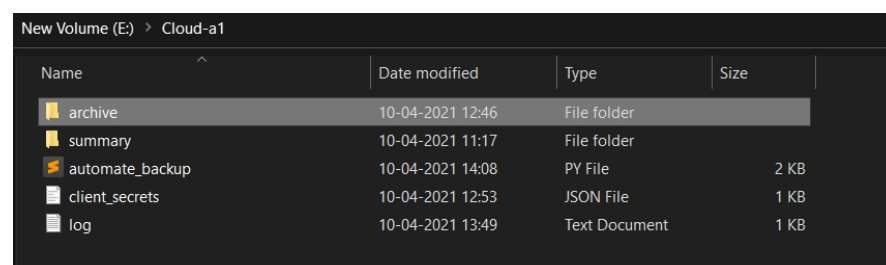 New Volume (E:) > Cloud-a1
Name Date modified Type Size
archive 10-04-2021 12:46 File folder
summary 10-04-2021 11:17 File folder
automate_backup 10-04-2021 14:08 PY File 2 KB
client_secrets 10-04-2021 12:53 JSON File 1 KB
log 10-04-2021 13:49 Text Document 1 KB